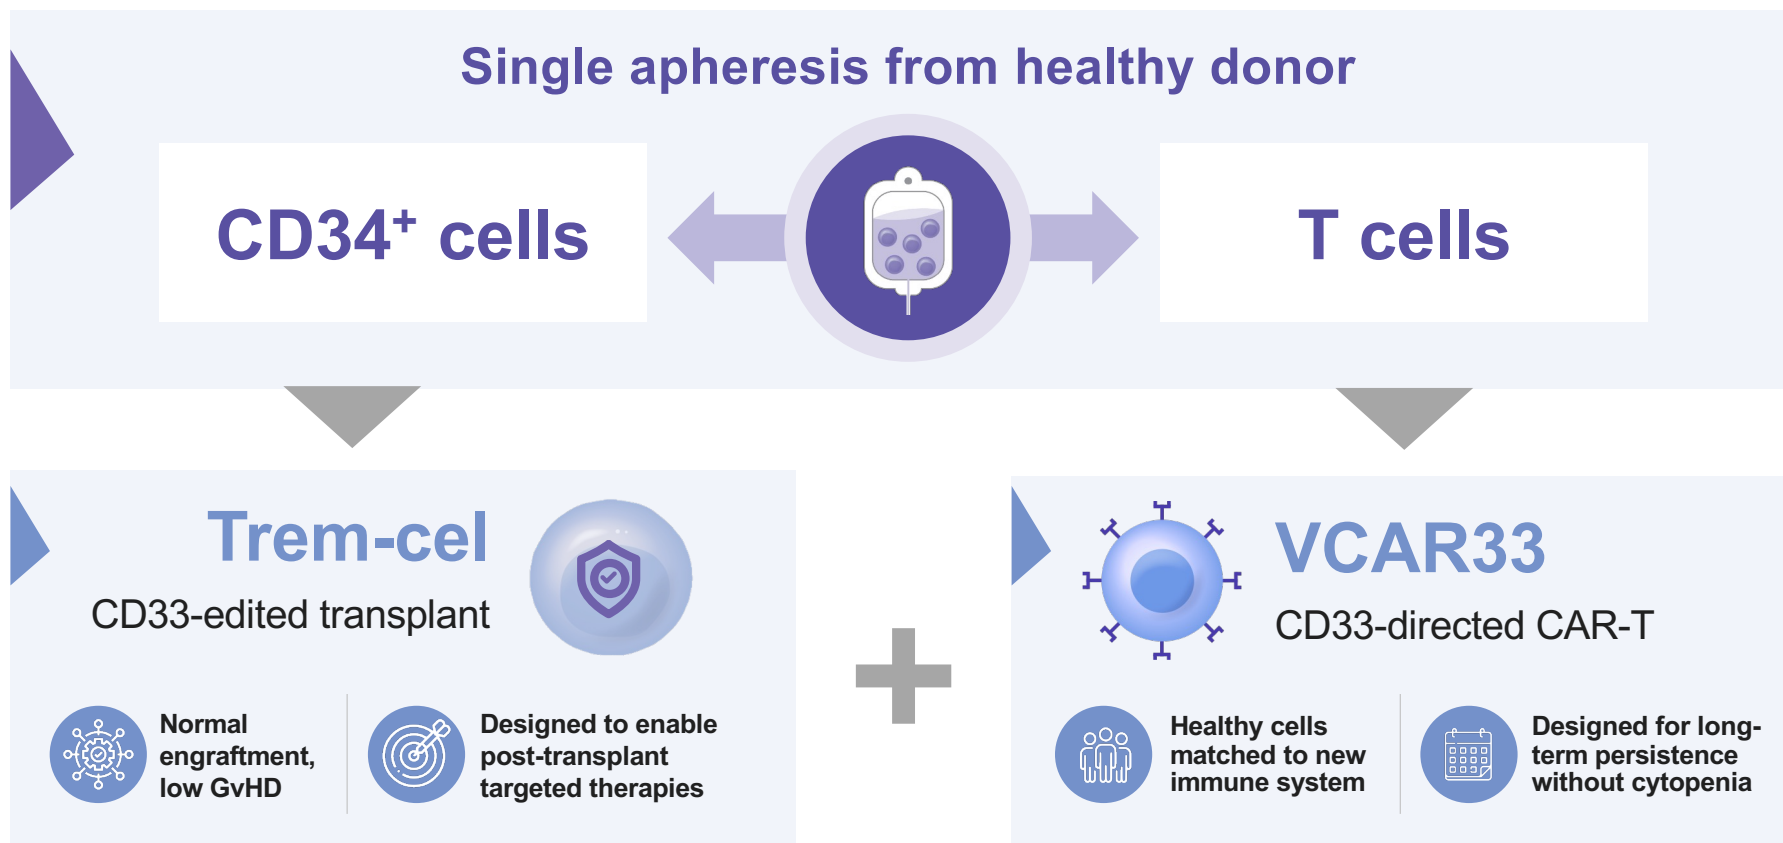 Single apheresis from healthy donor
CD34⁺ cells
T cells
Trem-cel
CD33-edited transplant
Normal
engraftment,
low GvHD
Designed to enable
post-transplant
targeted therapies
VCAR33
CD33-directed CAR-T
Healthy cells
matched to new
immune system
Designed for long-
term persistence
without cytopenia